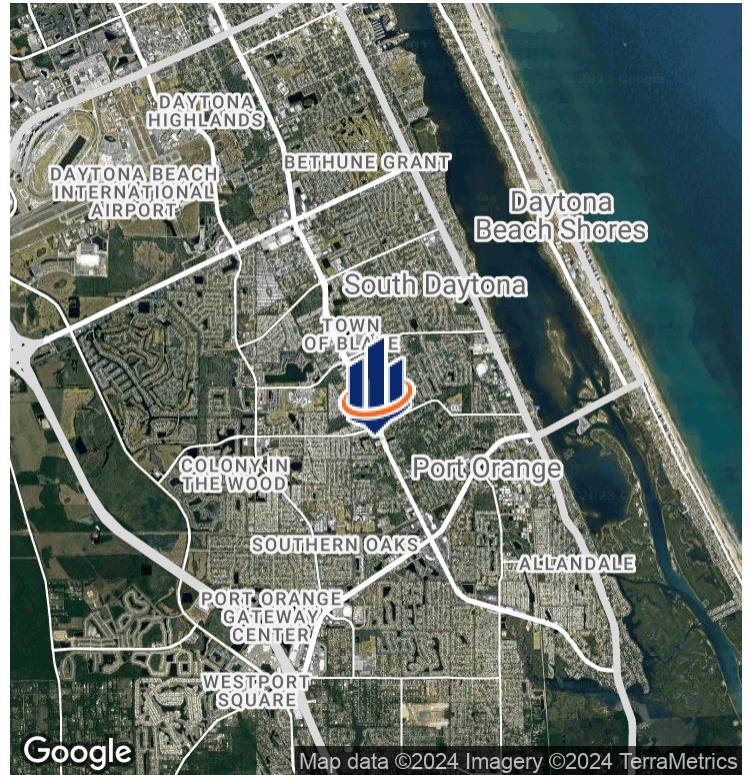 DAYTONA
HIGHLANDS
BETHUNE GRANT
DAYTONA BEACH
INTERNATIONAL
AIRPORT
Daytona
Beach Shores
South Daytona
TOWN
OF BLAKE
COLONY IN
THE WOOD
Port Orange
SOUTHERN OAKS
ALLANDALE
PORT ORANGE
GATEWAY
CENTER
WESTPORT
SQUARE
Google
Map data ©2024 Imagery ©2024 TerraMetrics